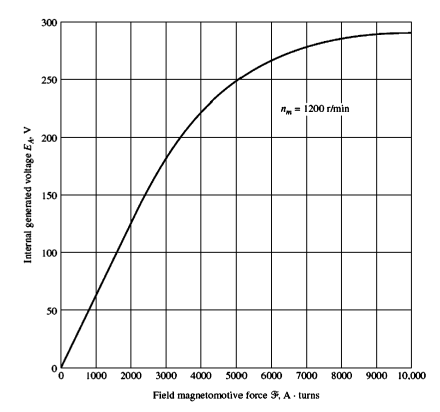 300
250
200
150
100
50
0
Internal generated voltage E_A, V
n_m = 1200 r/min
0 1000 2000 3000 4000 5000 6000 7000 8000 9000 10,000
Field magnetomotive force ℱ, A · turns